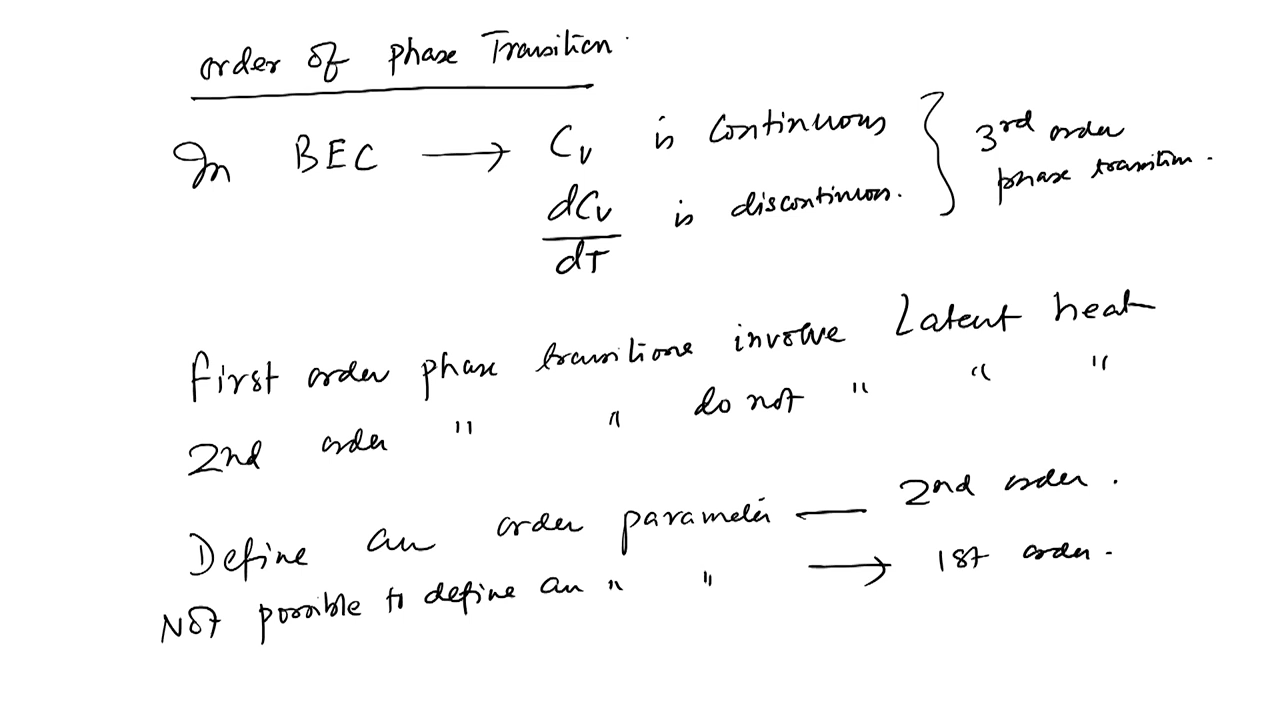 order of phase Transition.
In BEC → Cv is continuous } 3rd order
dCv/dT is discontinuous. phase transition.
First order phase transitions involve Latent heat
2nd order " " do not " " "
Define an order parameter — 2nd order.
Not possible to define an " " → 1st order.